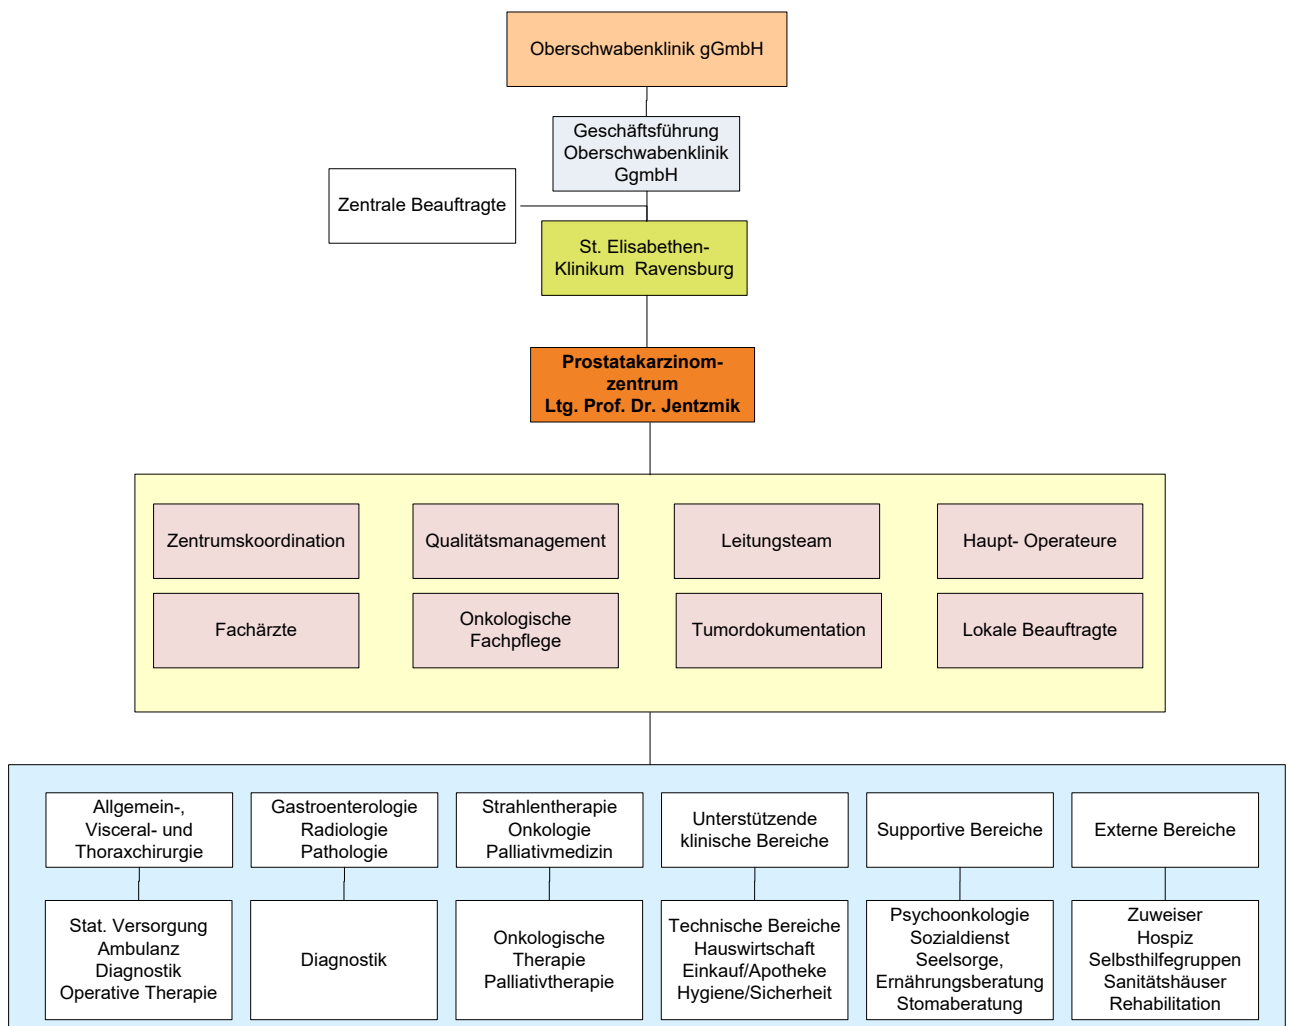 Oberschwabenklinik gGmbH
Geschäftsführung
Oberschwabenklinik
GgmbH
Zentrale Beauftragte
St. Elisabethen-
Klinikum  Ravensburg
Prostatakarzinom-
zentrum
Ltg. Prof. Dr. Jentzmik
Zentrumskoordination
Qualitätsmanagement
Leitungsteam
Haupt- Operateure
Fachärzte
Onkologische
Fachpflege
Tumordokumentation
Lokale Beauftragte
Allgemein-,
Visceral- und
Thoraxchirurgie
Gastroenterologie
Radiologie
Pathologie
Strahlentherapie
Onkologie
Palliativmedizin
Unterstützende
klinische Bereiche
Supportive Bereiche
Externe Bereiche
Stat. Versorgung
Ambulanz
Diagnostik
Operative Therapie
Diagnostik
Onkologische
Therapie
Palliativtherapie
Technische Bereiche
Hauswirtschaft
Einkauf/Apotheke
Hygiene/Sicherheit
Psychoonkologie
Sozialdienst
Seelsorge,
Ernährungsberatung
Stomaberatung
Zuweiser
Hospiz
Selbsthilfegruppen
Sanitätshäuser
Rehabilitation